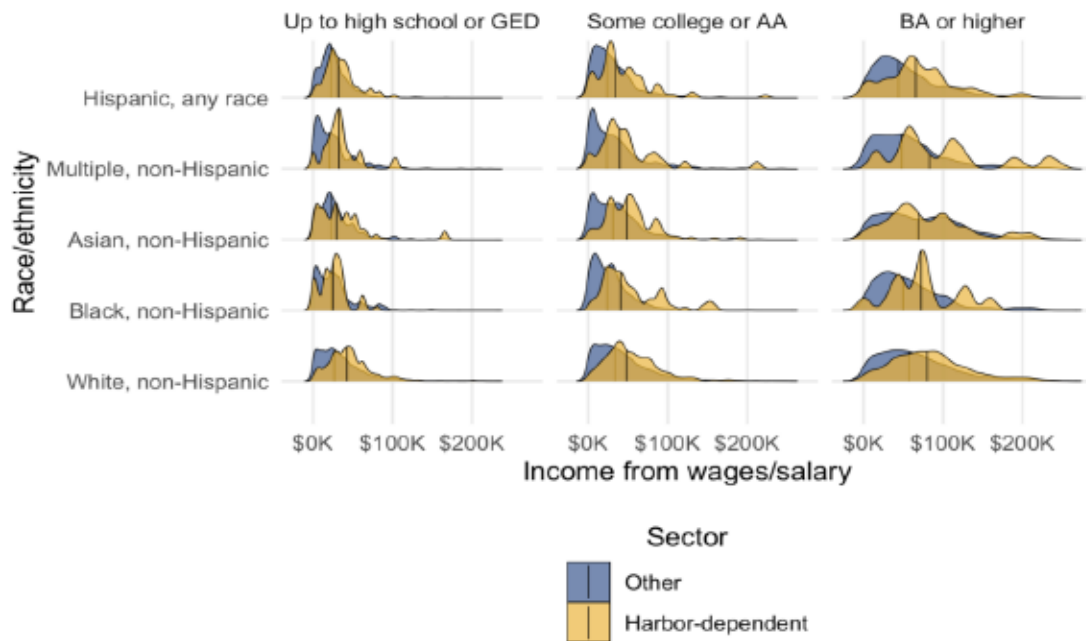 Up to high school or GED
Some college or AA
BA or higher
Race/ethnicity
Hispanic, any race
Multiple, non-Hispanic
Asian, non-Hispanic
Black, non-Hispanic
White, non-Hispanic
$0K $100K $200K
$0K $100K $200K
$0K $100K $200K
Income from wages/salary
Sector
Other
Harbor-dependent